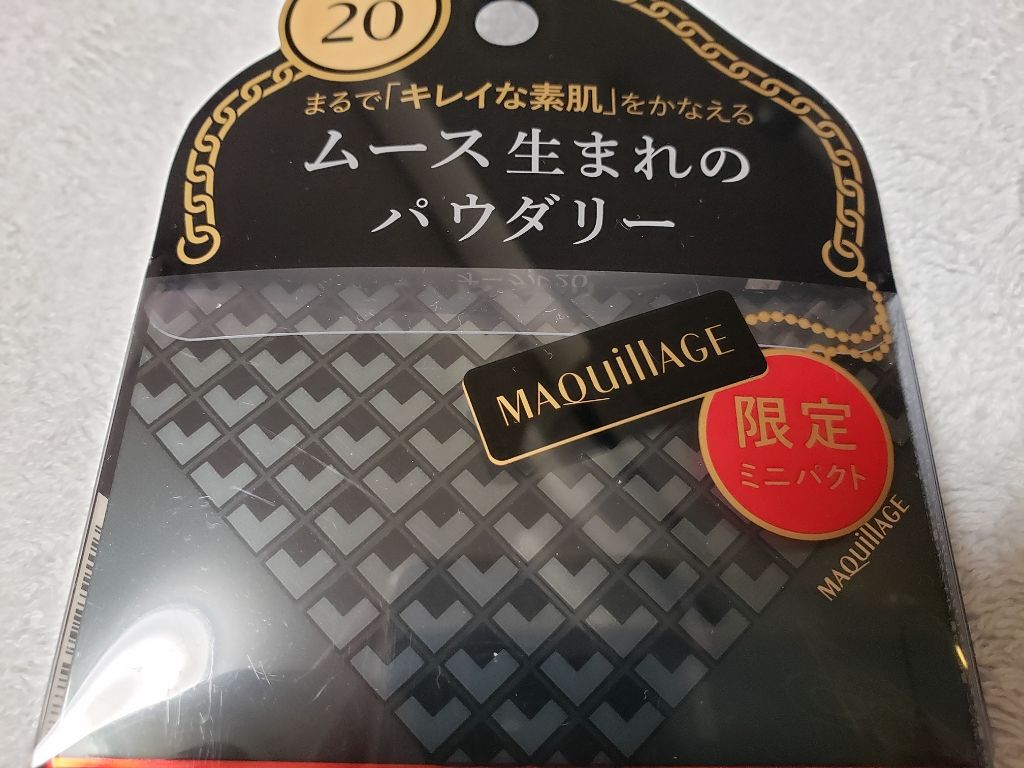 20
まるで「キレイな素肌」をかなえる
ムース生まれの
パウダリー
MAQuillAGE
限定
ミニパクト
MAQuillAGE